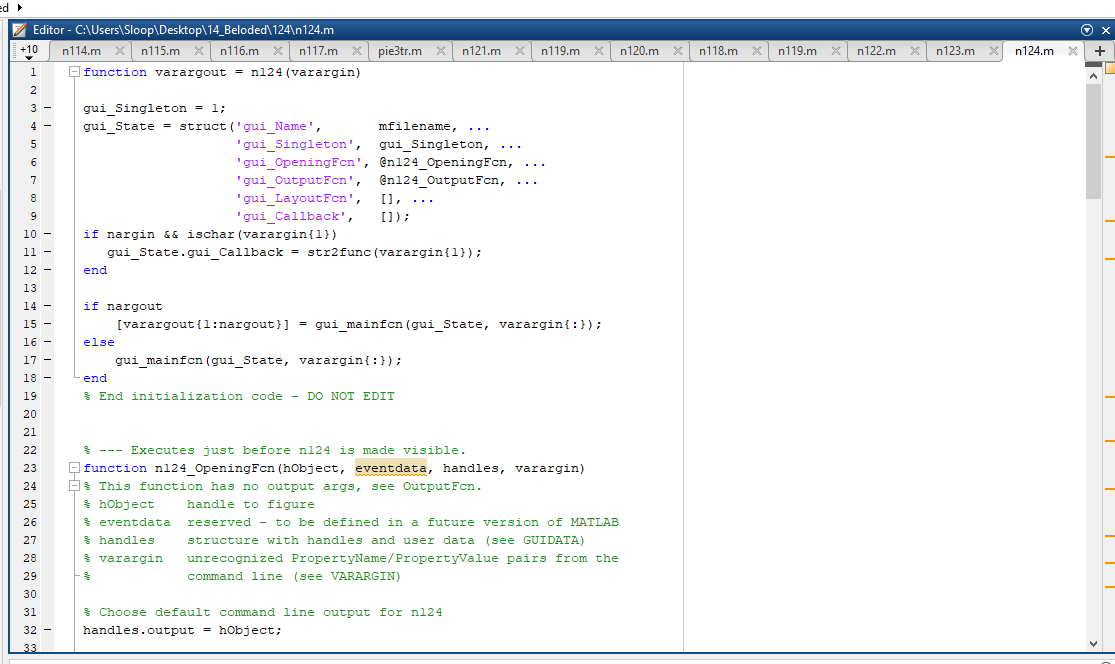 ed
Editor - C:\Users\Sloop\Desktop\14_Beloded\124\n124.m
+10 n114.m n115.m n116.m n117.m pie3tr.m n121.m n119.m n120.m n118.m n119.m n122.m n123.m n124.m
1 function varargout = n124(varargin)
2
3 gui_Singleton = 1;
4 gui_State = struct('gui_Name',       mfilename, ...
5                    'gui_Singleton',  gui_Singleton, ...
6                    'gui_OpeningFcn', @n124_OpeningFcn, ...
7                    'gui_OutputFcn',  @n124_OutputFcn, ...
8                    'gui_LayoutFcn',  [], ...
9                    'gui_Callback',   []);
10 if nargin && ischar(varargin{1})
11    gui_State.gui_Callback = str2func(varargin{1});
12 end
13
14 if nargout
15     [varargout{1:nargout}] = gui_mainfcn(gui_State, varargin{:});
16 else
17     gui_mainfcn(gui_State, varargin{:});
18 end
19 % End initialization code - DO NOT EDIT
20
21
22 % --- Executes just before n124 is made visible.
23 function n124_OpeningFcn(hObject, eventdata, handles, varargin)
24 % This function has no output args, see OutputFcn.
25 % hObject    handle to figure
26 % eventdata  reserved - to be defined in a future version of MATLAB
27 % handles    structure with handles and user data (see GUIDATA)
28 % varargin   unrecognized PropertyName/PropertyValue pairs from the
29 %            command line (see VARARGIN)
30
31 % Choose default command line output for n124
32 handles.output = hObject;
33